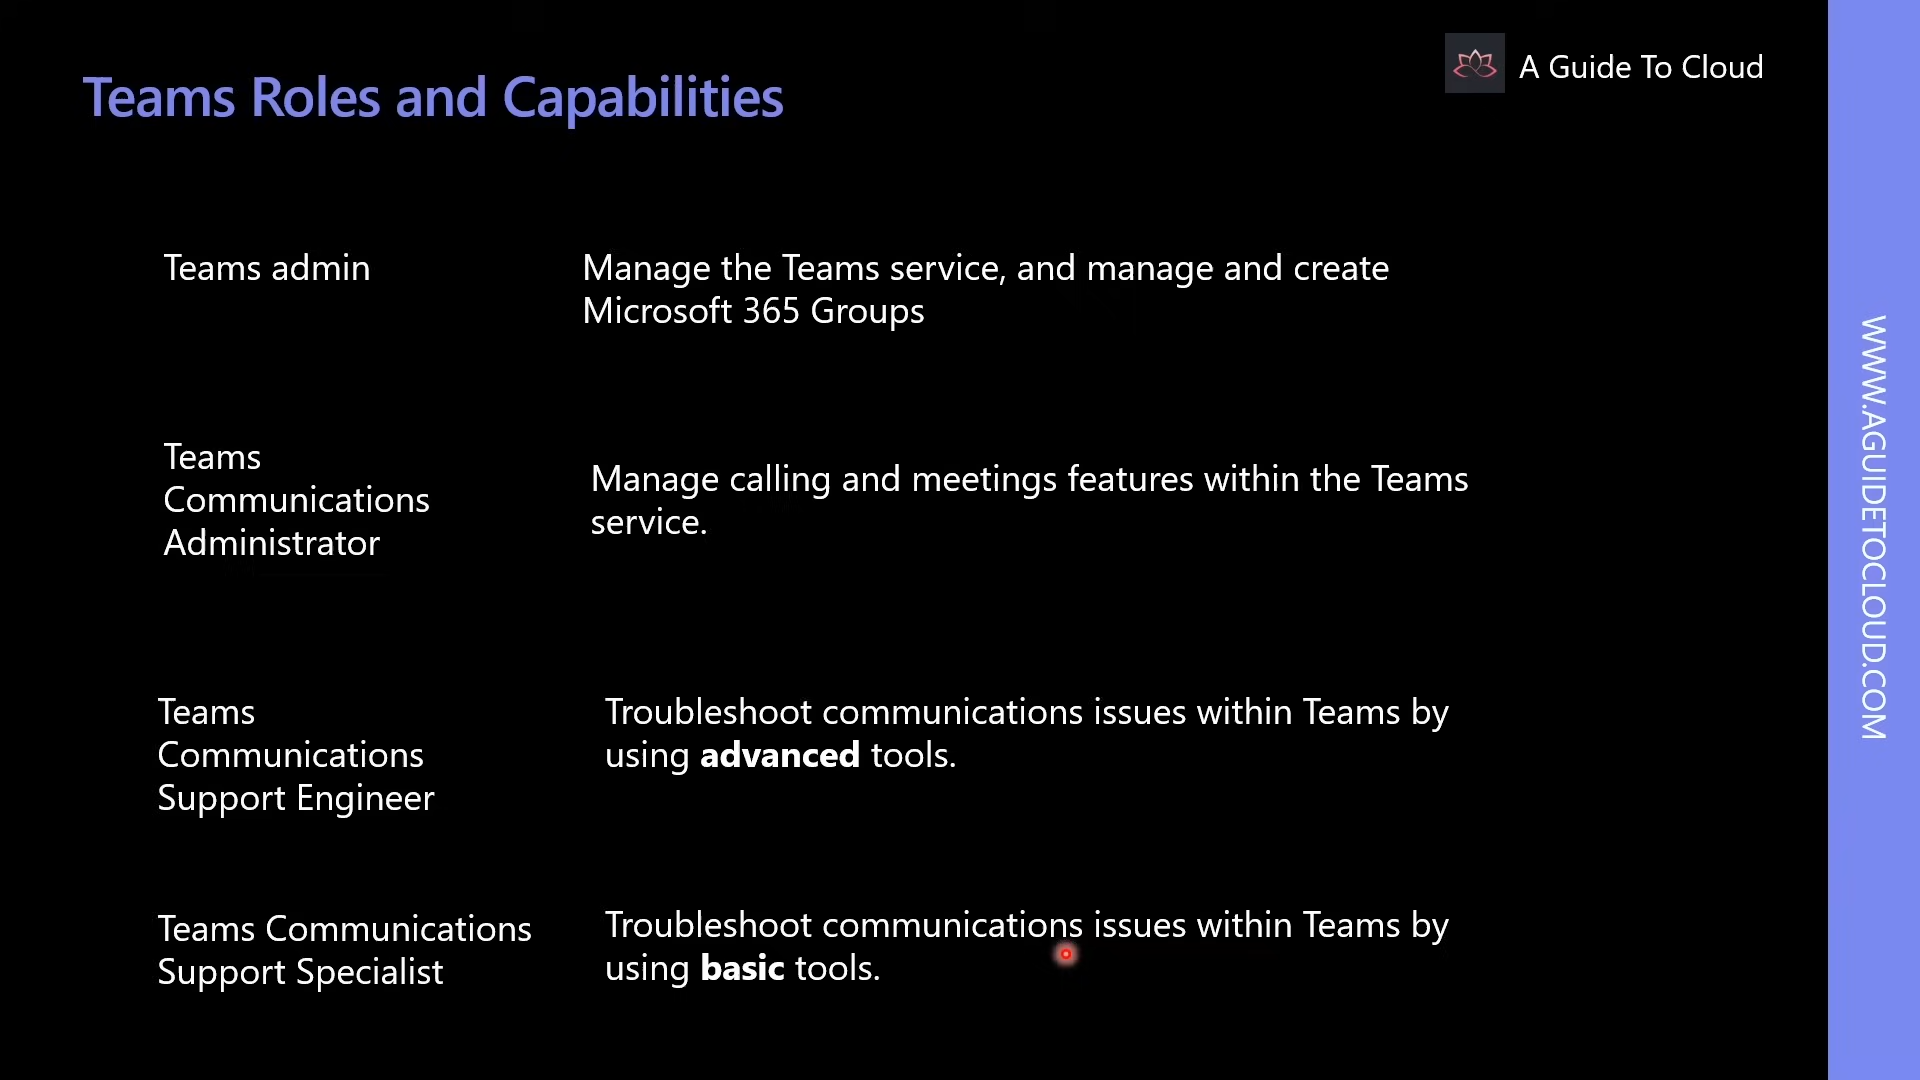 Teams Roles and Capabilities
A Guide To Cloud
Teams admin
Manage the Teams service, and manage and create
Microsoft 365 Groups
Teams
Communications
Administrator
Manage calling and meetings features within the Teams
service.
Teams
Communications
Support Engineer
Troubleshoot communications issues within Teams by
using advanced tools.
Teams Communications
Support Specialist
Troubleshoot communications issues within Teams by
using basic tools.
WWW.AGUIDETOCLOUD.COM